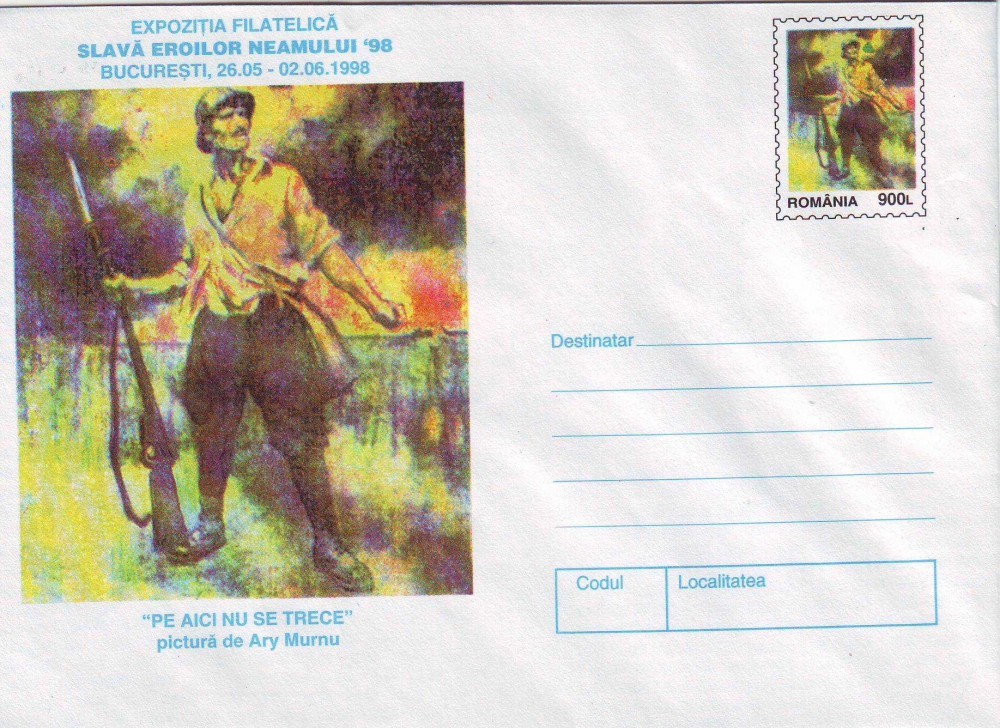 EXPOZIȚIA FILATELICĂ
SLAVĂ EROILOR NEAMULUI '98
BUCUREȘTI, 26.05 - 02.06.1998
ROMÂNIA 900L
Destinatar
Codul
Localitatea
“PE AICI NU SE TRECE”
pictură de Ary Murnu